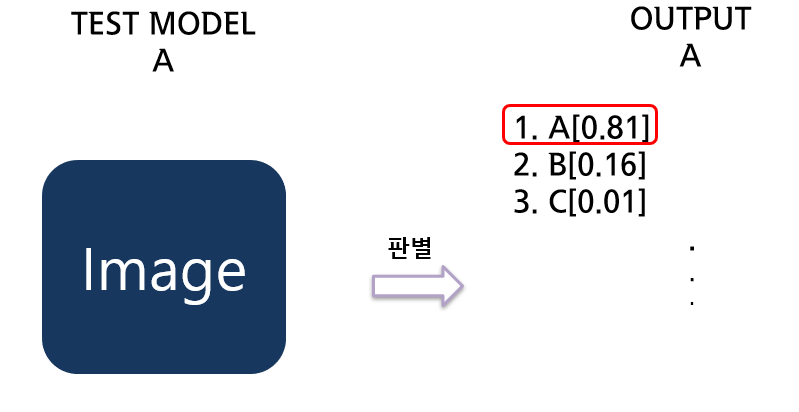 TEST MODEL
A
Image
판별
OUTPUT
A
1. A[0.81]
2. B[0.16]
3. C[0.01]
.
.
.